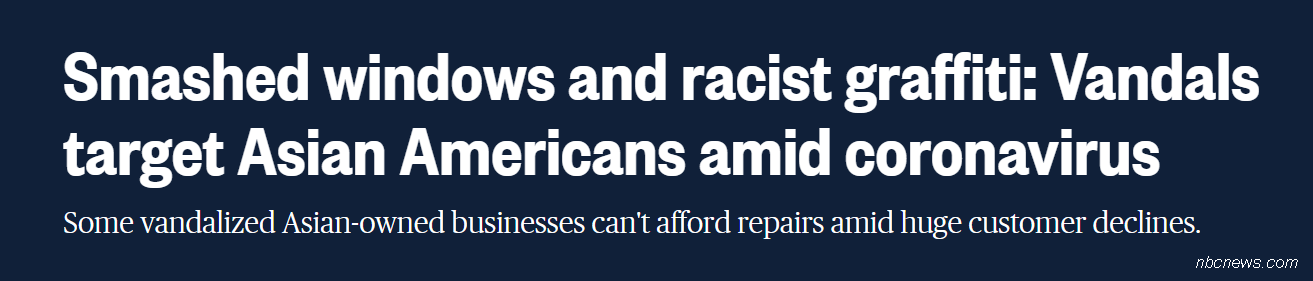 Smashed windows and racist graffiti: Vandals
target Asian Americans amid coronavirus
Some vandalized Asian-owned businesses can't afford repairs amid huge customer declines.
nbcnews.com